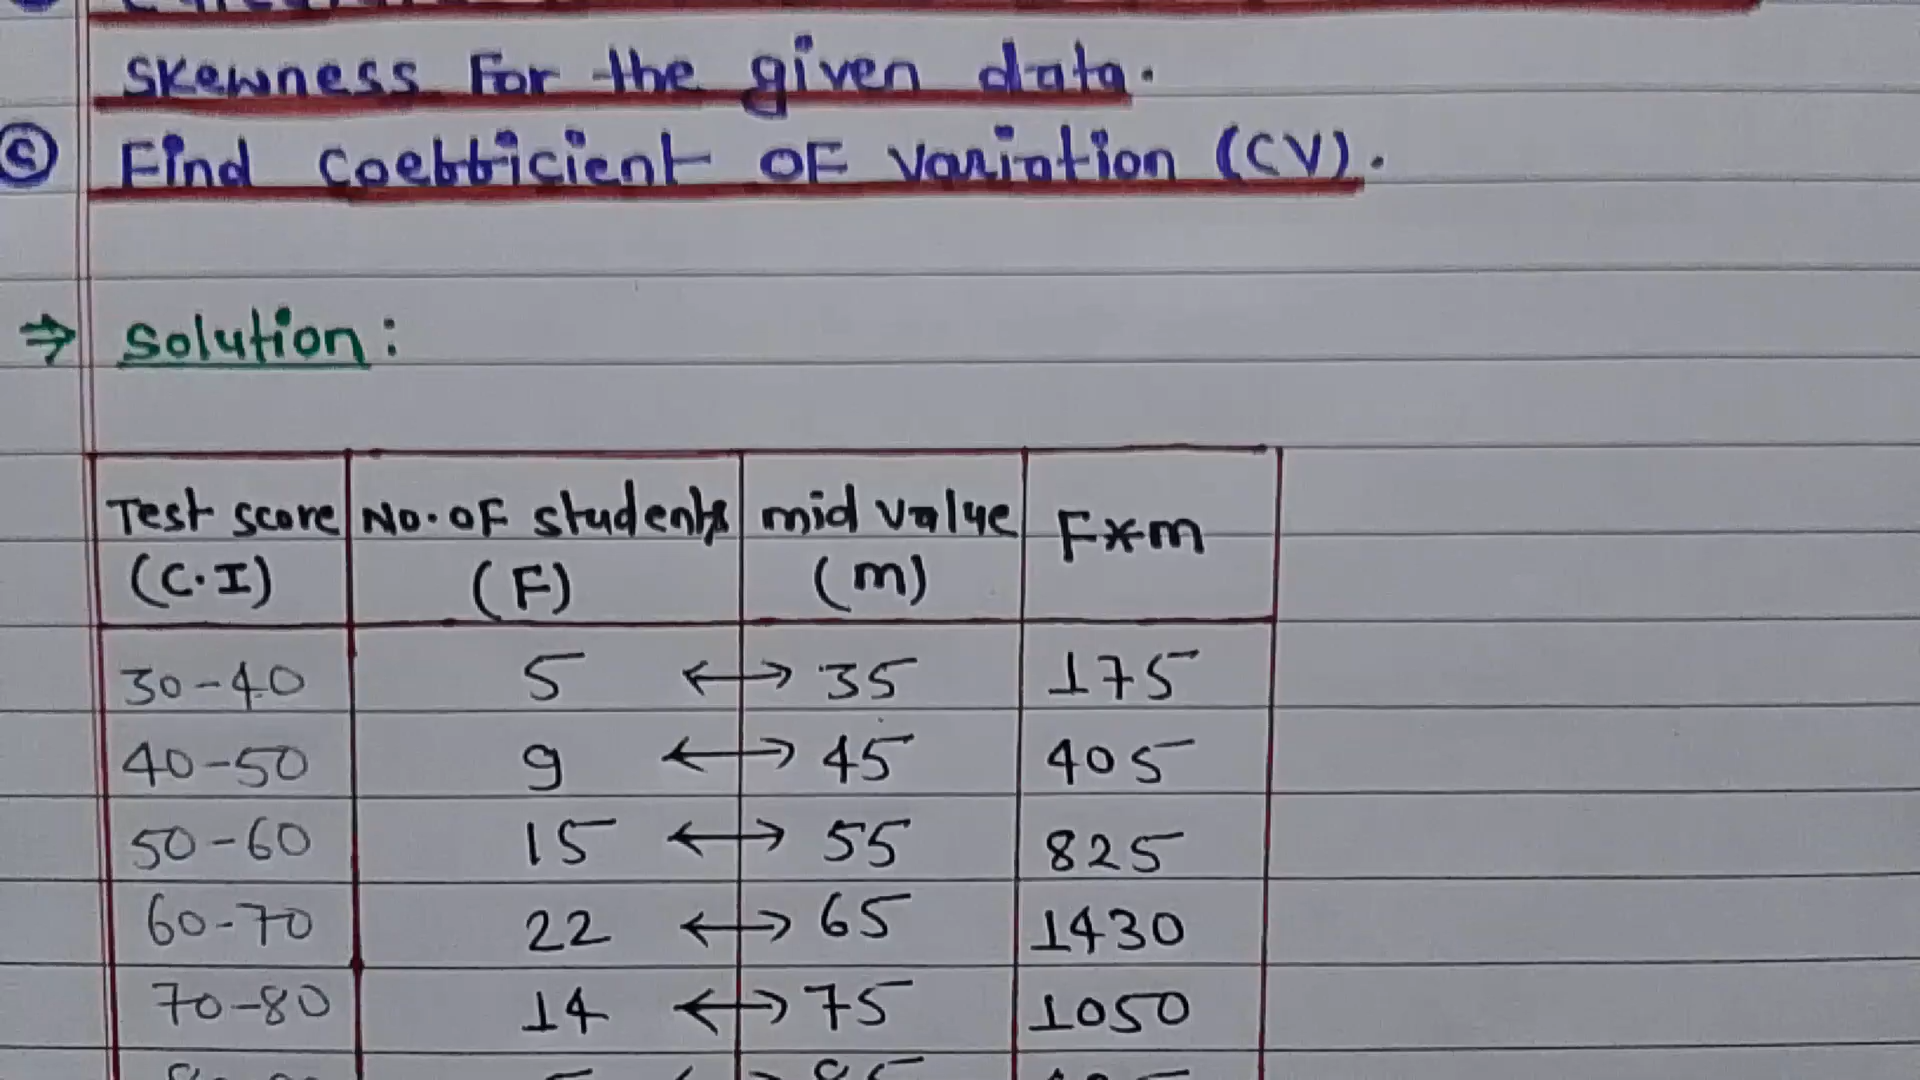 skewness For the given data.
c Find coefficient OF variation (CV).
⇒ solution:
Test score (C.I) No. OF students (F) mid value (m) F*m
30-40 5 ↔ 35 175
40-50 9 ↔ 45 405
50-60 15 ↔ 55 825
60-70 22 ↔ 65 1430
70-80 14 ↔ 75 1050